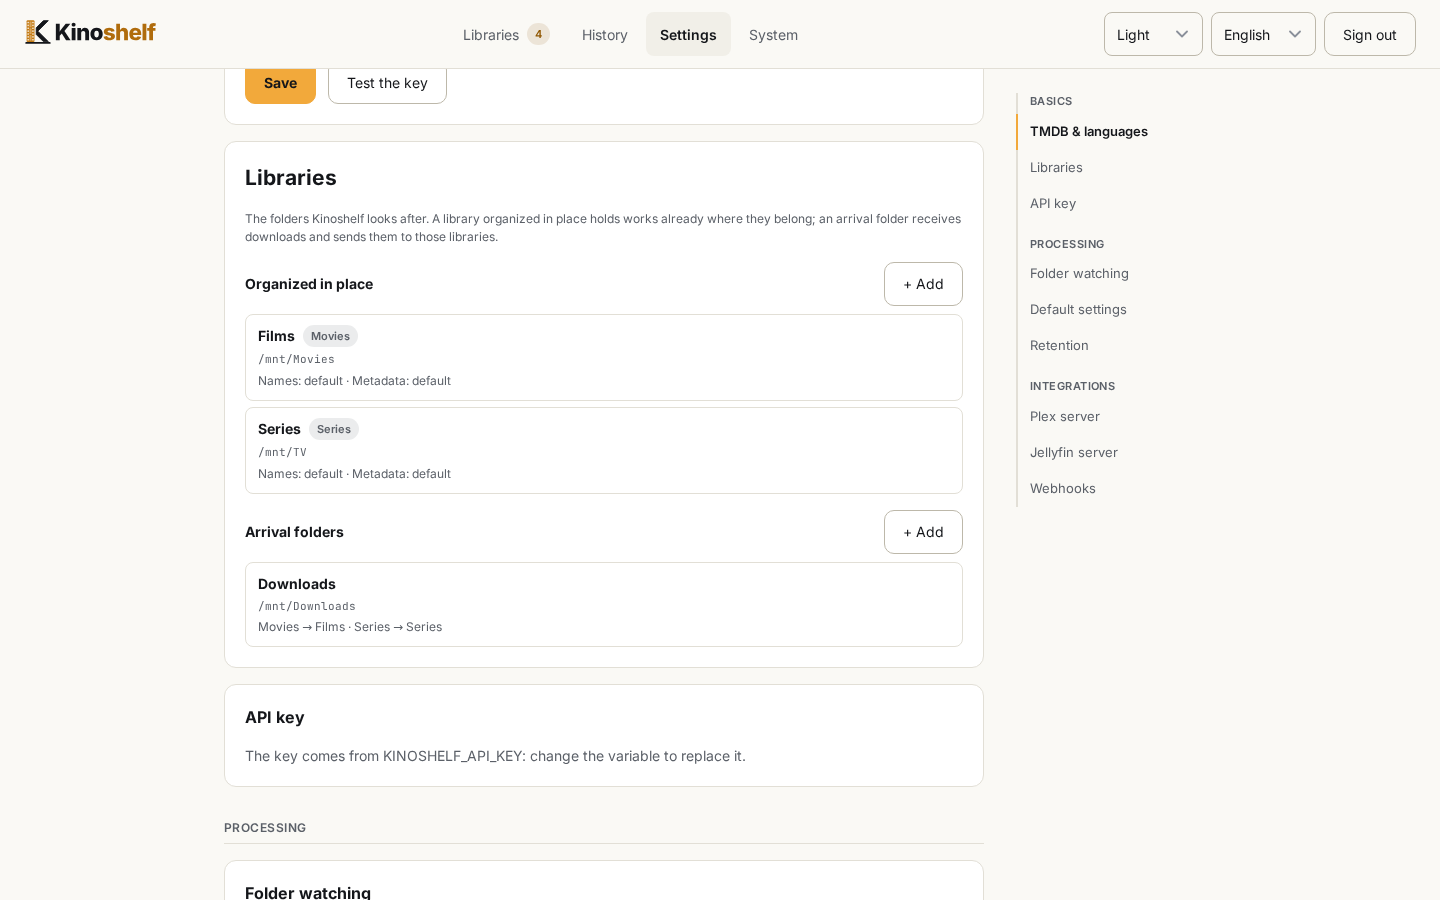 Kinoshelf
Libraries 4
History
Settings
System
Light
English
Sign out
Save
Test the key
Libraries
The folders Kinoshelf looks after. A library organized in place holds works already where they belong; an arrival folder receives
downloads and sends them to those libraries.
Organized in place
+ Add
Films Movies
/mnt/Movies
Names: default · Metadata: default
Series Series
/mnt/TV
Names: default · Metadata: default
Arrival folders
+ Add
Downloads
/mnt/Downloads
Movies → Films · Series → Series
API key
The key comes from KINOSHELF_API_KEY: change the variable to replace it.
PROCESSING
Folder watching
BASICS
TMDB & languages
Libraries
API key
PROCESSING
Folder watching
Default settings
Retention
INTEGRATIONS
Plex server
Jellyfin server
Webhooks